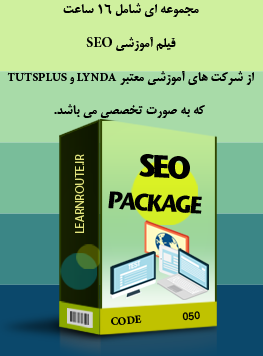 مجموعه ای شامل ۱۶ ساعت
فیلم آموزشی SEO
از شرکت های آموزشی معتبر LYNDA و TUTSPLUS
که به صورت تخصصی می باشد.
LEARNROUTE.IR
SEO
PACKAGE
CODE 050